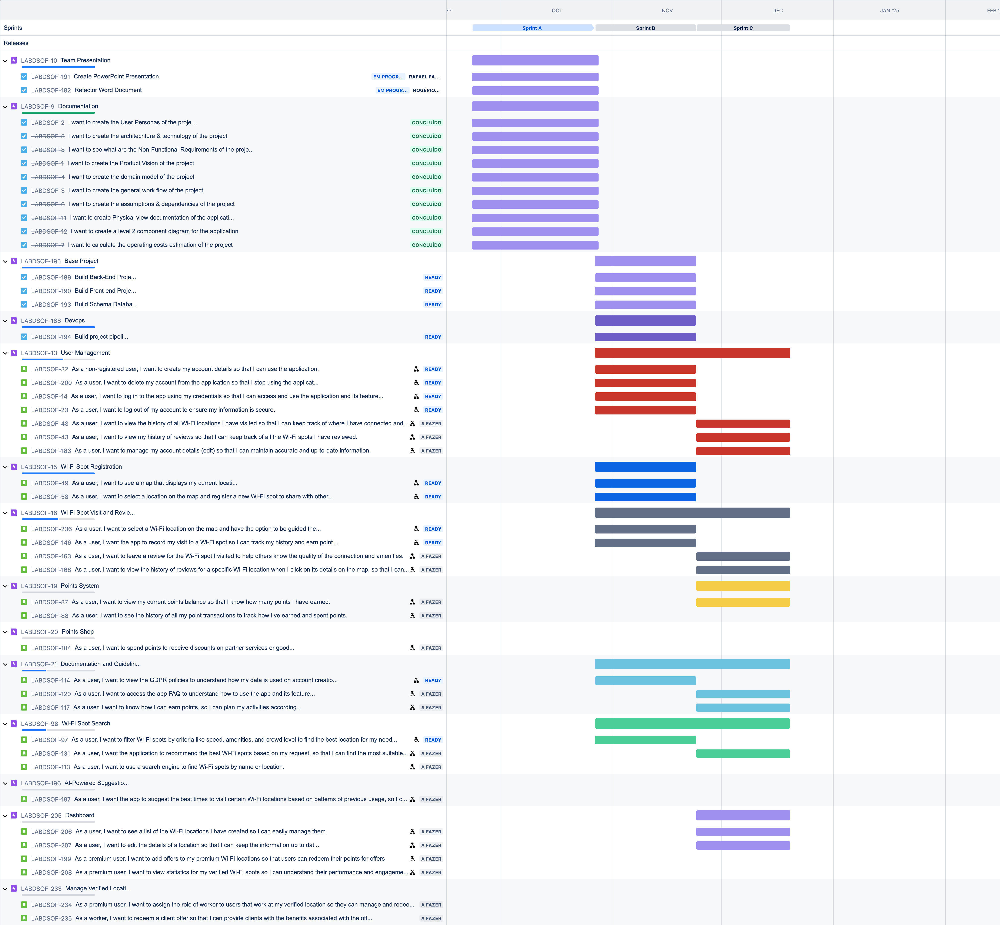 EP OCT NOV DEC JAN '25 FEB '
Sprints Sprint A Sprint B Sprint C
Releases
LABDSOF-10 Team Presentation
LABDSOF-191 Create PowerPoint Presentation EM PROGR... RAFAEL FA...
LABDSOF-192 Refactor Word Document EM PROGR... ROGÉRIO...
LABDSOF-9 Documentation
LABDSOF-2 I want to create the User Personas of the proje... CONCLUÍDO
LABDSOF-5 I want to create the architechture & technology of the project CONCLUÍDO
LABDSOF-8 I want to see what are the Non-Functional Requirements of the proje... CONCLUÍDO
LABDSOF-1 I want to create the Product Vision of the project CONCLUÍDO
LABDSOF-4 I want to create the domain model of the project CONCLUÍDO
LABDSOF-3 I want to create the general work flow of the project CONCLUÍDO
LABDSOF-6 I want to create the assumptions & dependencies of the project CONCLUÍDO
LABDSOF-11 I want to create Physical view documentation of the applicati... CONCLUÍDO
LABDSOF-12 I want to create a level 2 component diagram for the application CONCLUÍDO
LABDSOF-7 I want to calculate the operating costs estimation of the project CONCLUÍDO
LABDSOF-195 Base Project
LABDSOF-189 Build Back-End Proje... READY
LABDSOF-190 Build Front-end Proje... READY
LABDSOF-193 Build Schema Databa... READY
LABDSOF-188 Devops
LABDSOF-194 Build project pipeli... READY
LABDSOF-13 User Management
LABDSOF-32 As a non-registered user, I want to create my account details so that I can use the application. READY
LABDSOF-200 As a user, I want to delete my account from the application so that I stop using the applicat... READY
LABDSOF-14 As a user, I want to log in to the app using my credentials so that I can access and use the application and its feature... READY
LABDSOF-23 As a user, I want to log out of my account to ensure my information is secure. READY
LABDSOF-48 As a user, I want to view the history of all Wi-Fi locations I have visited so that I can keep track of where I have connected and... A FAZER
LABDSOF-43 As a user, I want to view my history of reviews so that I can keep track of all the Wi-Fi spots I have reviewed. A FAZER
LABDSOF-183 As a user, I want to manage my account details (edit) so that I can maintain accurate and up-to-date information. A FAZER
LABDSOF-15 Wi-Fi Spot Registration
LABDSOF-49 As a user, I want to see a map that displays my current locati... READY
LABDSOF-58 As a user, I want to select a location on the map and register a new Wi-Fi spot to share with other... READY
LABDSOF-16 Wi-Fi Spot Visit and Revie...
LABDSOF-236 As a user, I want to select a Wi-Fi location on the map and have the option to be guided the... READY
LABDSOF-146 As a user, I want the app to record my visit to a Wi-Fi spot so I can track my history and earn point... READY
LABDSOF-163 As a user, I want to leave a review for the Wi-Fi spot I visited to help others know the quality of the connection and amenities. A FAZER
LABDSOF-168 As a user, I want to view the history of reviews for a specific Wi-Fi location when I click on its details on the map, so that I can... A FAZER
LABDSOF-19 Points System
LABDSOF-87 As a user, I want to view my current points balance so that I know how many points I have earned. A FAZER
LABDSOF-88 As a user, I want to see the history of all my point transactions to track how I've earned and spent points. A FAZER
LABDSOF-20 Points Shop
LABDSOF-104 As a user, I want to spend points to receive discounts on partner services or good... A FAZER
LABDSOF-21 Documentation and Guidelin...
LABDSOF-114 As a user, I want to view the GDPR policies to understand how my data is used on account creatio... READY
LABDSOF-120 As a user, I want to access the app FAQ to understand how to use the app and its feature... A FAZER
LABDSOF-117 As a user, I want to know how I can earn points, so I can plan my activities according... A FAZER
LABDSOF-98 Wi-Fi Spot Search
LABDSOF-97 As a user, I want to filter Wi-Fi spots by criteria like speed, amenities, and crowd level to find the best location for my need... READY
LABDSOF-131 As a user, I want the application to recommend the best Wi-Fi spots based on my request, so that I can find the most suitable... A FAZER
LABDSOF-113 As a user, I want to use a search engine to find Wi-Fi spots by name or location. A FAZER
LABDSOF-196 AI-Powered Suggestio...
LABDSOF-197 As a user, I want the app to suggest the best times to visit certain Wi-Fi locations based on patterns of previous usage, so I c... A FAZER
LABDSOF-205 Dashboard
LABDSOF-206 As a user, I want to see a list of the Wi-Fi locations I have created so I can easily manage them A FAZER
LABDSOF-207 As a user, I want to edit the details of a location so that I can keep the information up to dat... A FAZER
LABDSOF-199 As a premium user, I want to add offers to my premium Wi-Fi locations so that users can redeem their points for offers A FAZER
LABDSOF-208 As a premium user, I want to view statistics for my verified Wi-Fi spots so I can understand their performance and engageme... A FAZER
LABDSOF-233 Manage Verified Locati...
LABDSOF-234 As a premium user, I want to assign the role of worker to users that work at my verified location so they can manage and redee... A FAZER
LABDSOF-235 As a worker, I want to redeem a client offer so that I can provide clients with the benefits associated with the off... A FAZER